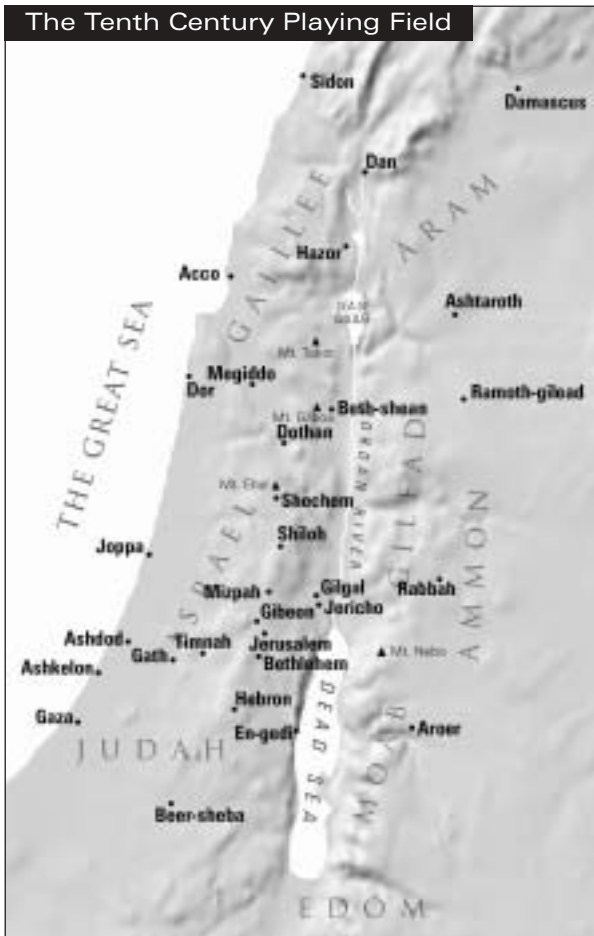 The Tenth Century Playing Field
Sidon
Damascus
Dan
GALILEE
ARAM
Hazor
Acco
Ashtaroth
THE GREAT SEA
Mt. Tabor
Megiddo
Dor
Ramoth-gilead
Beth-shean
Mt. Gilboa
Dothan
JORDAN RIVER
GILEAD
Mt. Ebal
Shechem
ISRAEL
AMMON
Shiloh
Joppa
Mizpah
Gilgal
Rabbah
Jericho
Gibeon
Ashdod
Timnah
Jerusalem
Gath
Bethlehem
Mt. Nebo
Ashkelon
Hebron
Gaza
En-gedi
DEAD SEA
Aroer
JUDAH
MOAB
Beer-sheba
EDOM